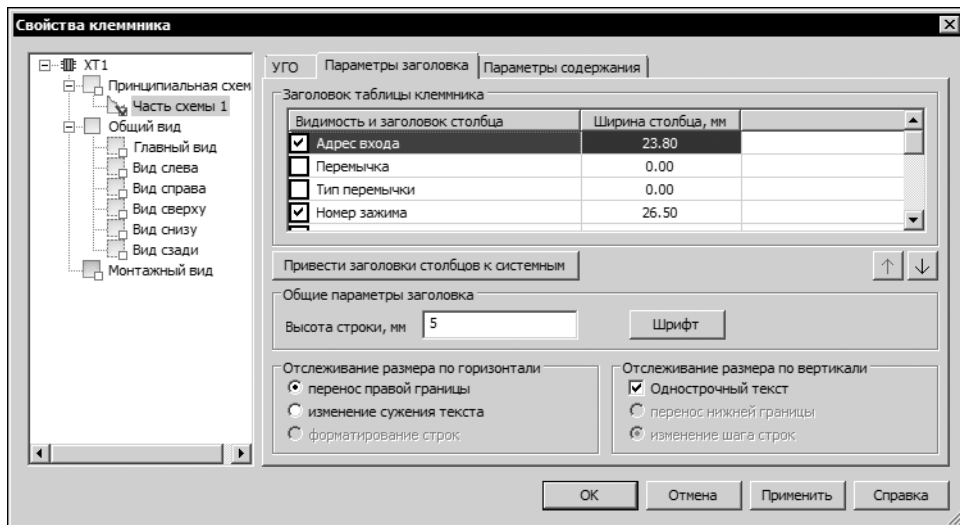 Свойства клеммника
XT1
Принципиальная схем
Часть схемы 1
Общий вид
Главный вид
Вид слева
Вид справа
Вид сверху
Вид снизу
Вид сзади
Монтажный вид
УГО Параметры заголовка Параметры содержания
Заголовок таблицы клеммника
Видимость и заголовок столбца Ширина столбца, мм
Адрес входа 23.80
Перемычка 0.00
Тип перемычки 0.00
Номер зажима 26.50
Привести заголовки столбцов к системным
Общие параметры заголовка
Высота строки, мм 5 Шрифт
Отслеживание размера по горизонтали
перенос правой границы
изменение сужения текста
форматирование строк
Отслеживание размера по вертикали
Однострочный текст
перенос нижней границы
изменение шага строк
OK Отмена Применить Справка